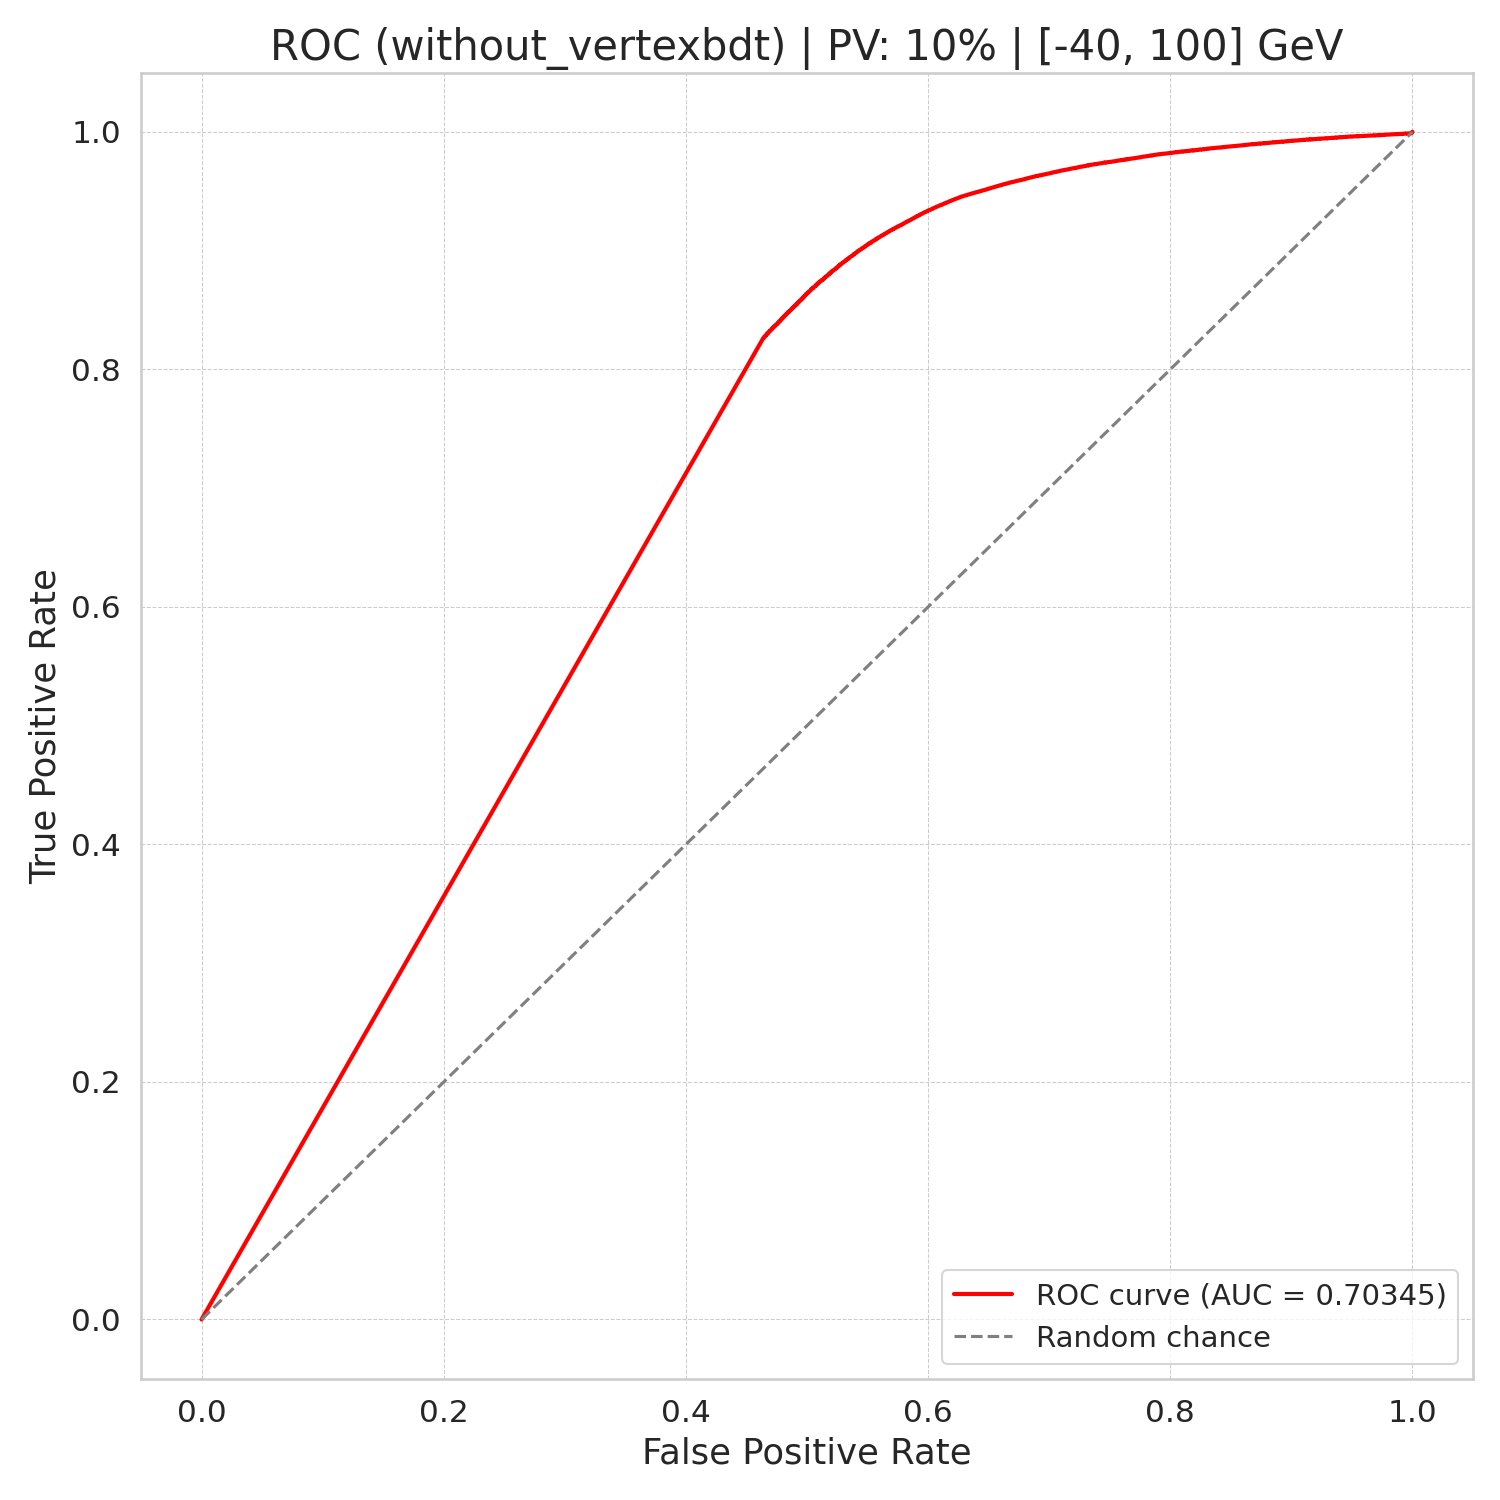 ROC (without_vertexbdt) | PV: 10% | [-40, 100] GeV
True Positive Rate
1.0
0.8
0.6
0.4
0.2
0.0
ROC curve (AUC = 0.70345)
Random chance
0.0 0.2 0.4 0.6 0.8 1.0
False Positive Rate